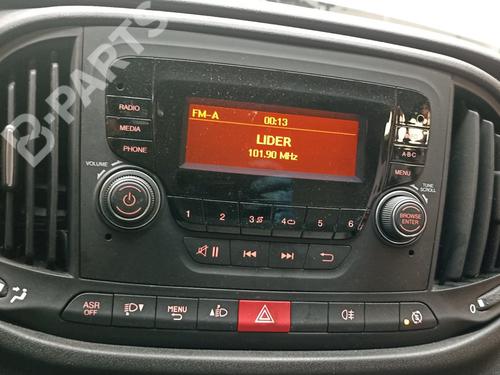 B-PARTS
FM-A 00:13
LIDER
101.90 MHz
RADIO
MEDIA
PHONE
A-B-C
MENU
VOLUME
TUNE
SCROLL
BROWSE
ENTER
1 2 3 4 5 6
ASR
OFF
MENU
0